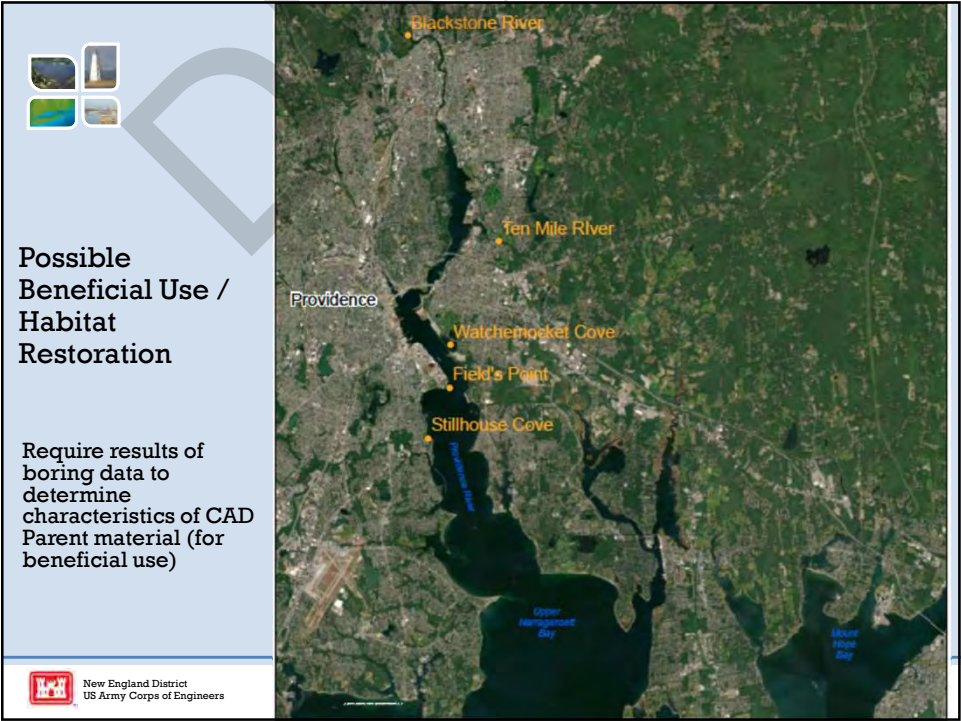 Possible
Beneficial Use /
Habitat
Restoration
Require results of
boring data to
determine
characteristics of CAD
Parent material (for
beneficial use)
New England District
US Army Corps of Engineers
Blackstone River
Ten Mile RIver
Providence
Watchemocket Cove
Field's Point
Stillhouse Cove
Providence River
Upper
Narragansett
Bay
Mount
Hope
Bay